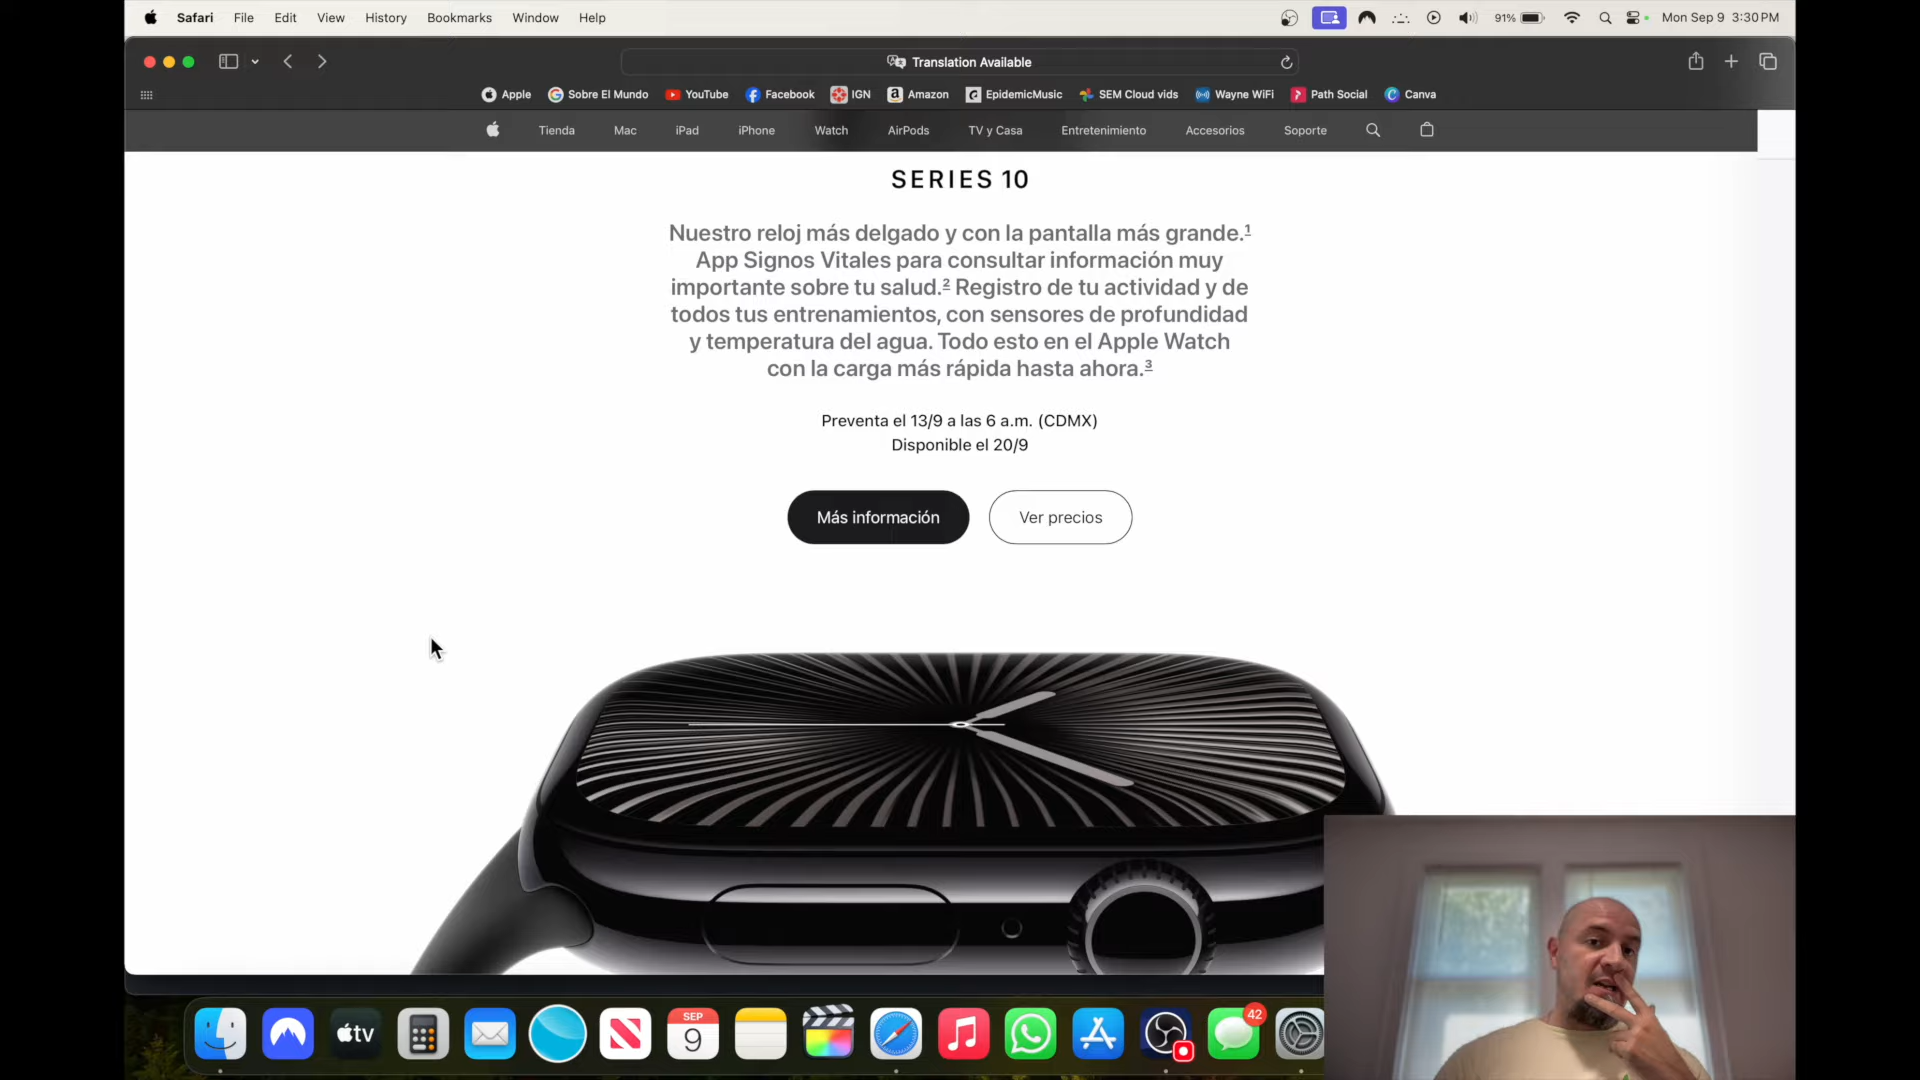 Safari File Edit View History Bookmarks Window Help 91% Mon Sep 9 3:30 PM
Translation Available
Apple Sobre El Mundo YouTube Facebook IGN Amazon EpidemicMusic SEM Cloud vids Wayne WiFi Path Social Canva
Tienda Mac iPad iPhone Watch AirPods TV y Casa Entretenimiento Accesorios Soporte
SERIES 10
Nuestro reloj más delgado y con la pantalla más grande.1
App Signos Vitales para consultar información muy
importante sobre tu salud.2 Registro de tu actividad y de
todos tus entrenamientos, con sensores de profundidad
y temperatura del agua. Todo esto en el Apple Watch
con la carga más rápida hasta ahora.3
Preventa el 13/9 a las 6 a.m. (CDMX)
Disponible el 20/9
Más información Ver precios
tv SEP 9 42